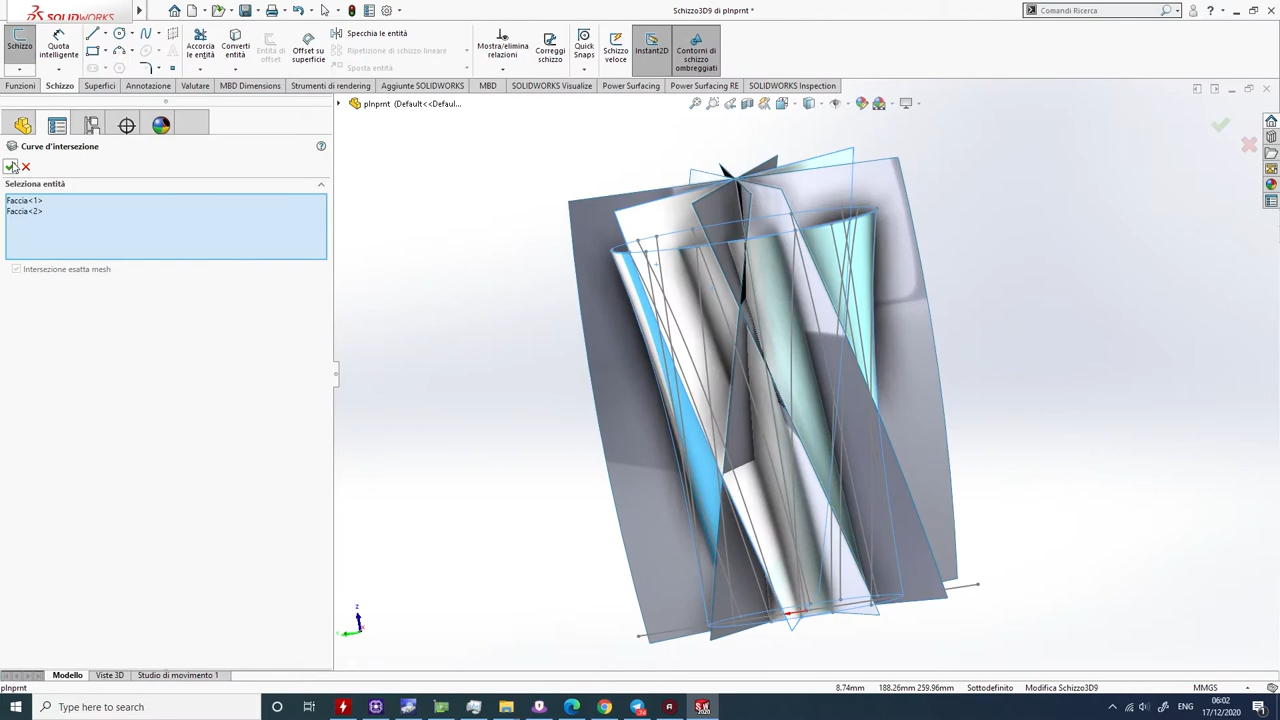 SOLIDWORKS
Schizzo3D9 di plnprnt *
Comandi Ricerca
Schizzo
Quota intelligente
Accorcia le entità
Converti entità
Entità di offset
Offset su superficie
Specchia le entità
Ripetizione di schizzo lineare
Sposta entità
Mostra/elimina relazioni
Correggi schizzo
Quick Snaps
Schizzo veloce
Instant2D
Contorni di schizzo ombreggiati
Funzioni
Schizzo
Superfici
Annotazione
Valutare
MBD Dimensions
Strumenti di rendering
Aggiunte SOLIDWORKS
MBD
SOLIDWORKS Visualize
Power Surfacing
Power Surfacing RE
SOLIDWORKS Inspection
plnprnt (Default<<Defaul...
Curve d'intersezione
Seleziona entità
Faccia<1>
Faccia<2>
Intersezione esatta mesh
z
Modello
Viste 3D
Studio di movimento 1
plnprnt
8.74mm
188.26mm 259.96mm
Sottodefinito
Modifica Schizzo3D9
MMGS
Type here to search
ENG
06:02
17/12/2020